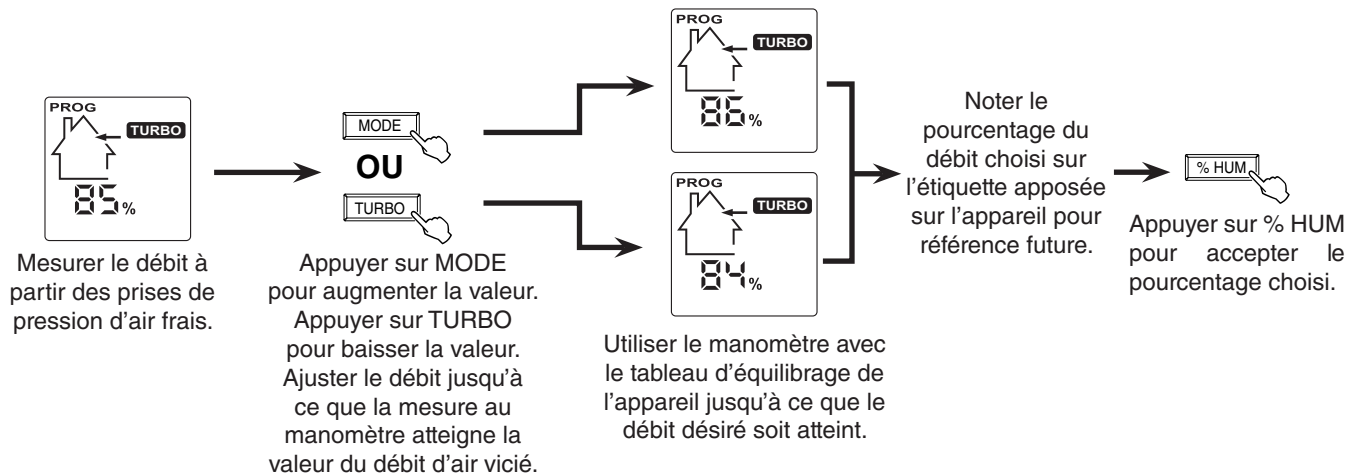 PROG
TURBO
85%
Mesurer le débit à
partir des prises de
pression d'air frais.
MODE
OU
TURBO
Appuyer sur MODE
pour augmenter la valeur.
Appuyer sur TURBO
pour baisser la valeur.
Ajuster le débit jusqu'à
ce que la mesure au
manomètre atteigne la
valeur du débit d'air vicié.
PROG
TURBO
86%
PROG
TURBO
84%
Utiliser le manomètre avec
le tableau d'équilibrage de
l'appareil jusqu'à ce que le
débit désiré soit atteint.
Noter le
pourcentage du
débit choisi sur
l'étiquette apposée
sur l'appareil pour
référence future.
% HUM
Appuyer sur % HUM
pour accepter le
pourcentage choisi.